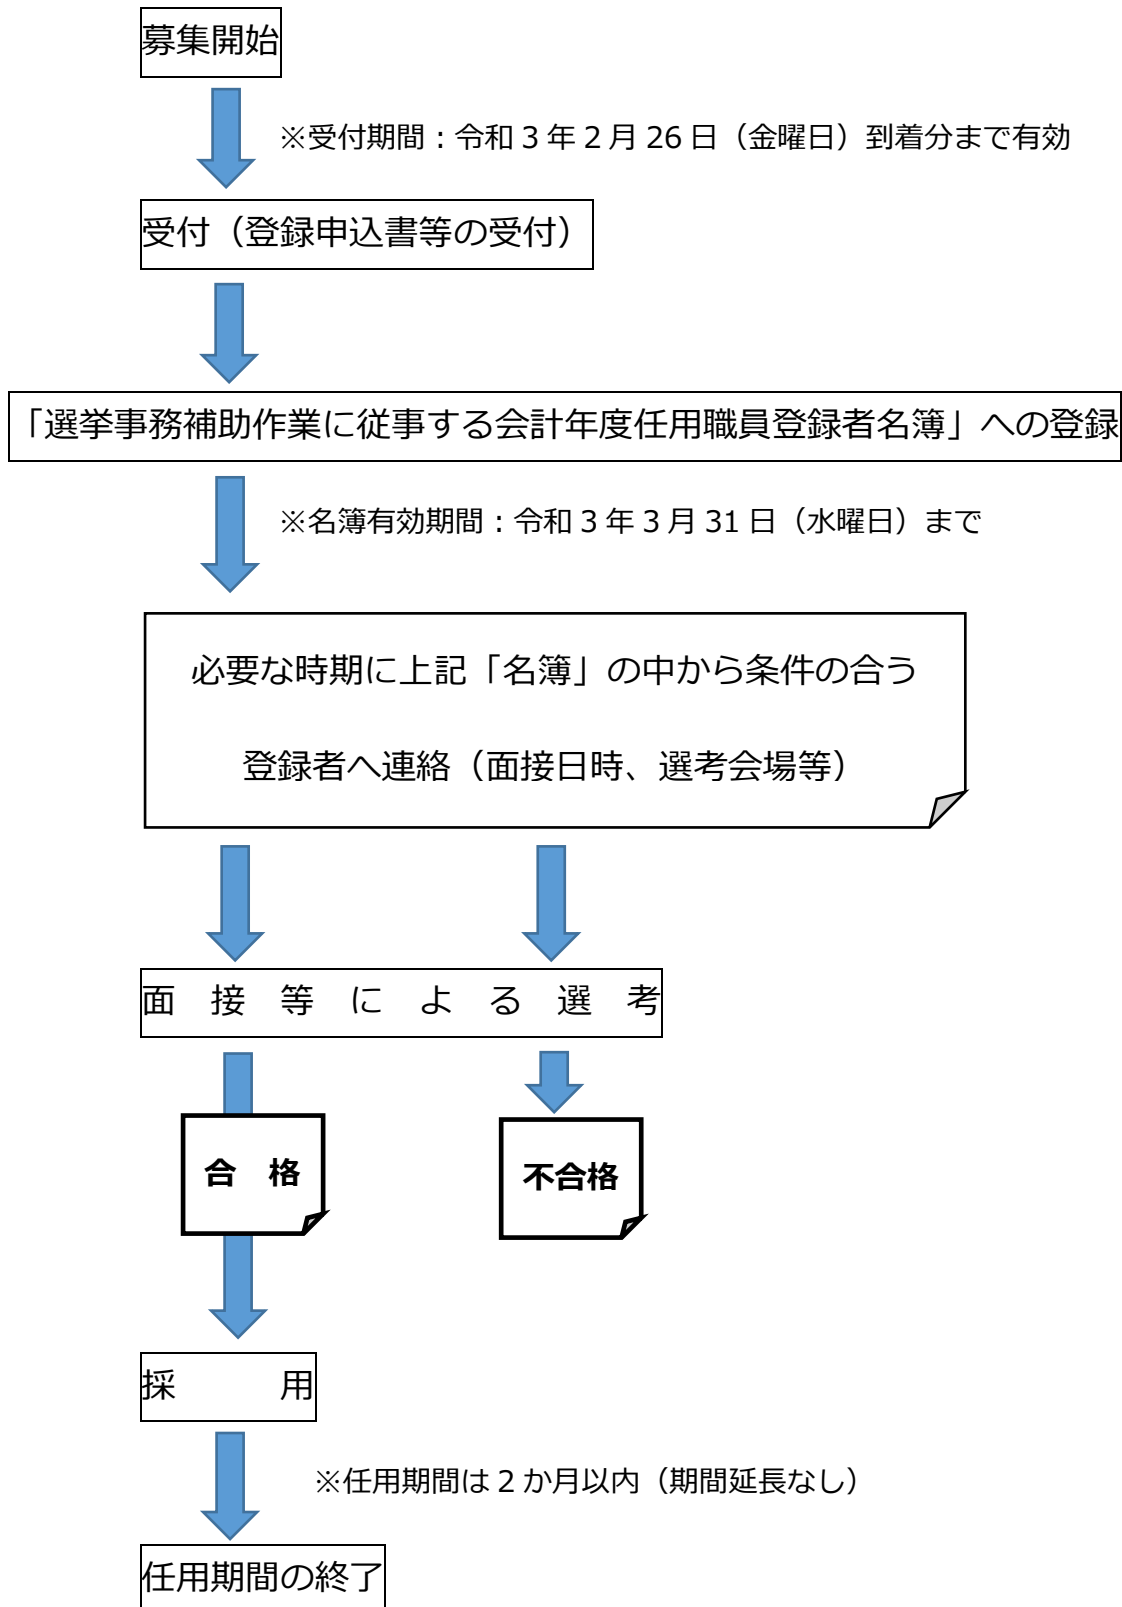 募集開始
※受付期間：令和３年２月 26 日（金曜日）到着分まで有効
受付（登録申込書等の受付）
「選挙事務補助作業に従事する会計年度任用職員登録者名簿」への登録
※名簿有効期間：令和３年３月 31 日（水曜日）まで
必要な時期に上記「名簿」の中から条件の合う
登録者へ連絡（面接日時、選考会場等）
面　接　等　に　よ　る　選　考
合　格
不合格
採　　　用
※任用期間は２か月以内（期間延長なし）
任用期間の終了